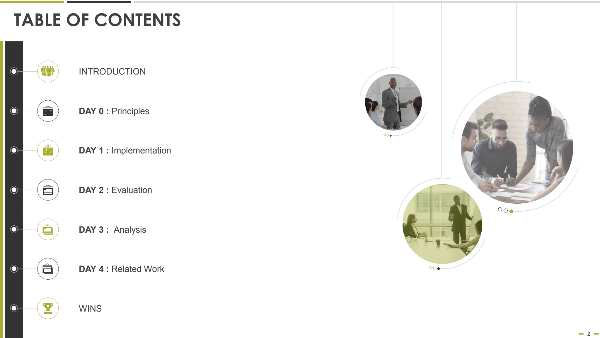 TABLE OF CONTENTS
INTRODUCTION
DAY 0 : Principles
DAY 1 : Implementation
DAY 2 : Evaluation
DAY 3 : Analysis
DAY 4 : Related Work
WINS
2